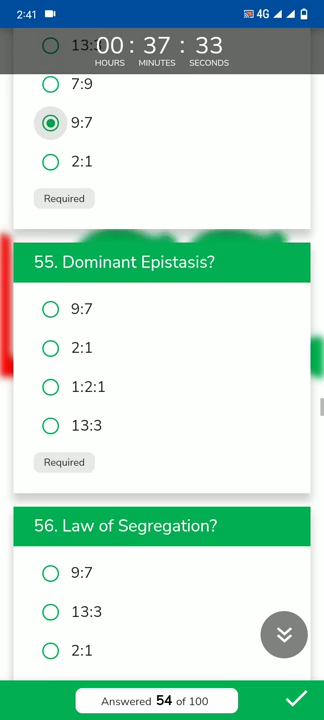 2:41
4G
13:3
00 : 37 : 33
HOURS MINUTES SECONDS
7:9
9:7
2:1
Required
55. Dominant Epistasis?
9:7
2:1
1:2:1
13:3
Required
56. Law of Segregation?
9:7
13:3
2:1
Answered 54 of 100